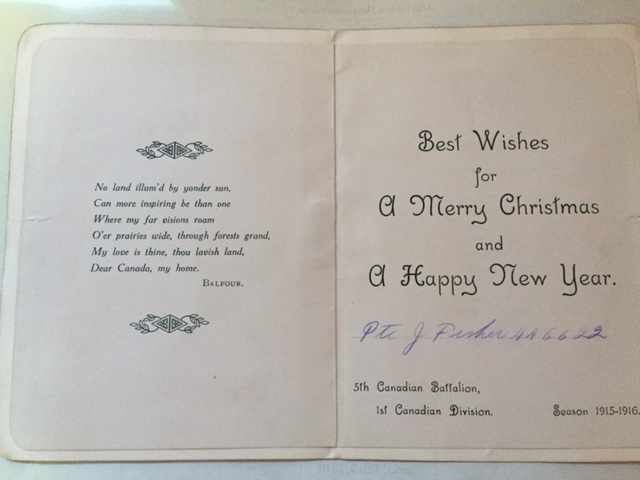 No land illum'd by yonder sun,
Can more inspiring be than one
Where my far visions roam
O'er prairies wide, through forests grand,
My love is thine, thou lavish land,
Dear Canada, my home.
BALFOUR.
Best Wishes
for
A Merry Christmas
and
A Happy New Year.
Pte J Fisher 446622
5th Canadian Battalion,
1st Canadian Division. Season 1915-1916.